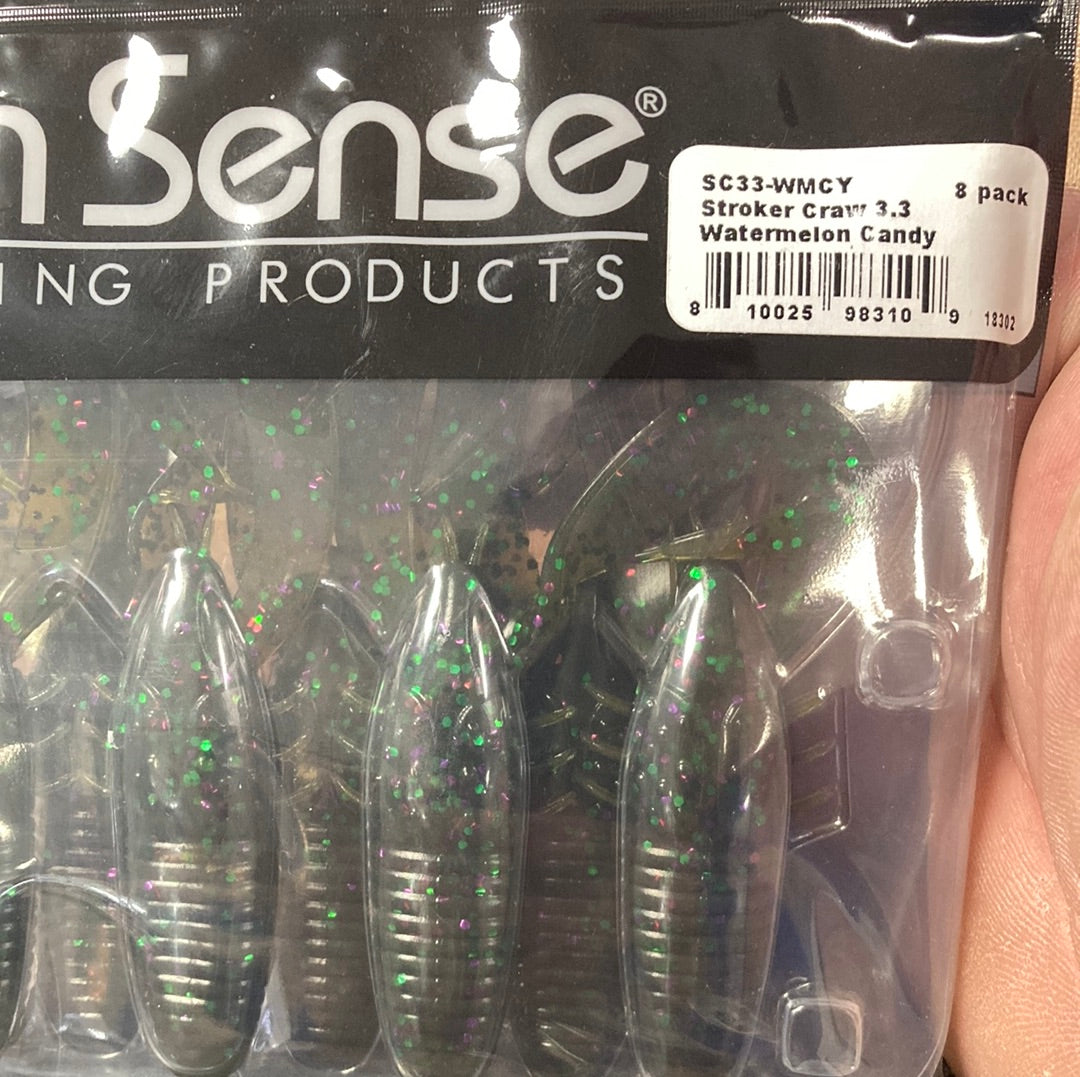 n Sense®
ING PRODUCTS
SC33-WMCY 8 pack
Stroker Craw 3.3
Watermelon Candy
8 10025 98310 9 18302